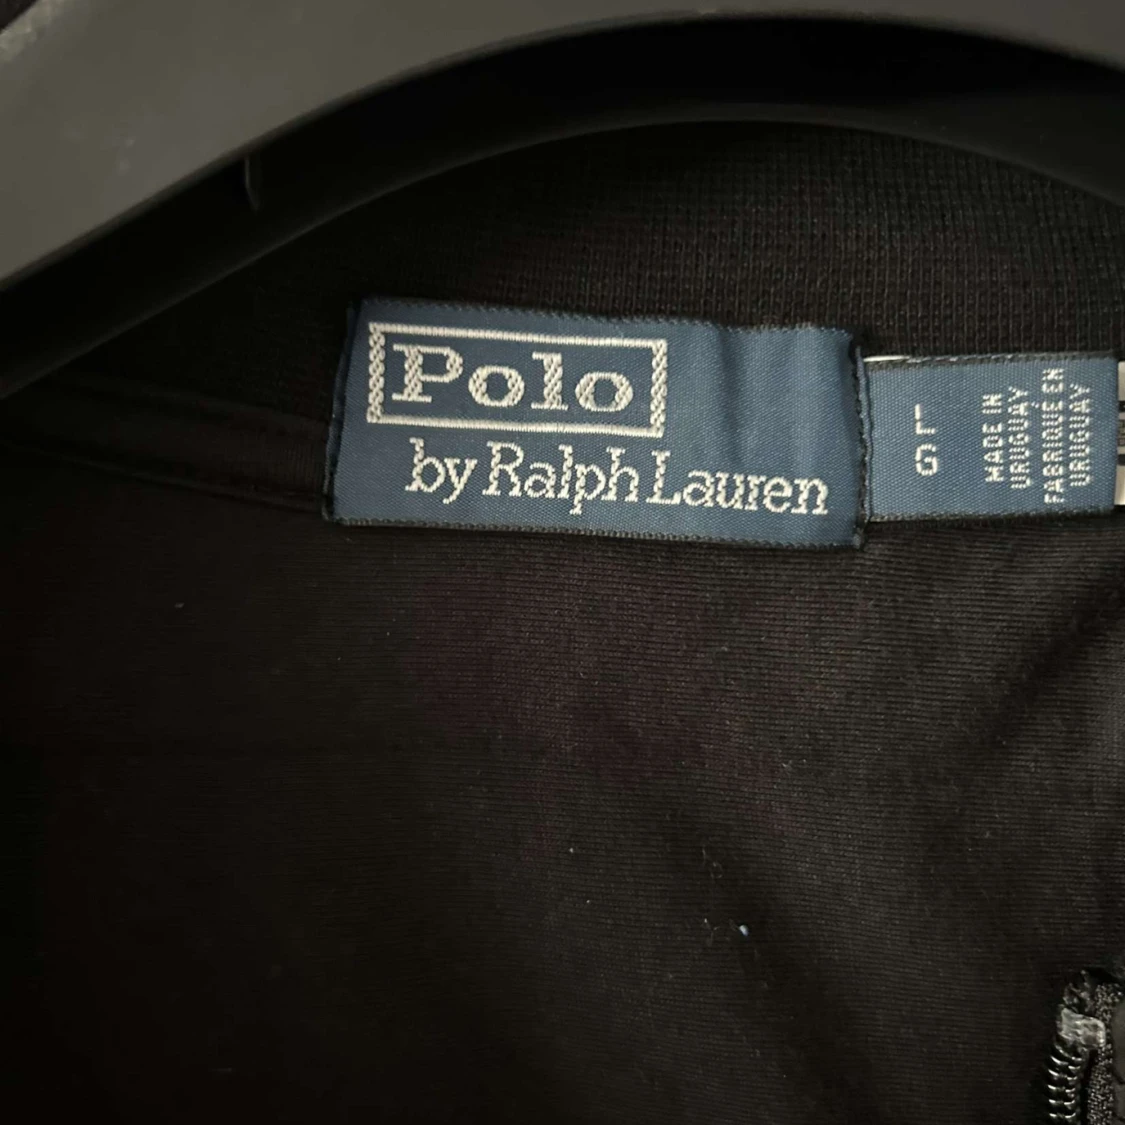 Polo
by Ralph Lauren
L
G
MADE IN
URUGUAY
FABRIQUE EN
URUGUAY